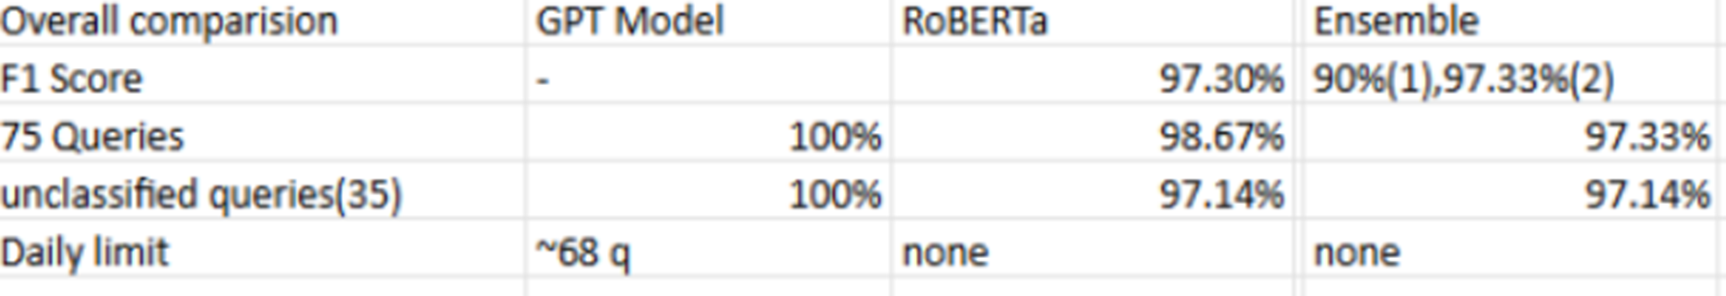 Overall comparision GPT Model RoBERTa Ensemble
F1 Score - 97.30% 90%(1),97.33%(2)
75 Queries 100% 98.67% 97.33%
unclassified queries(35) 100% 97.14% 97.14%
Daily limit ~68 q none none